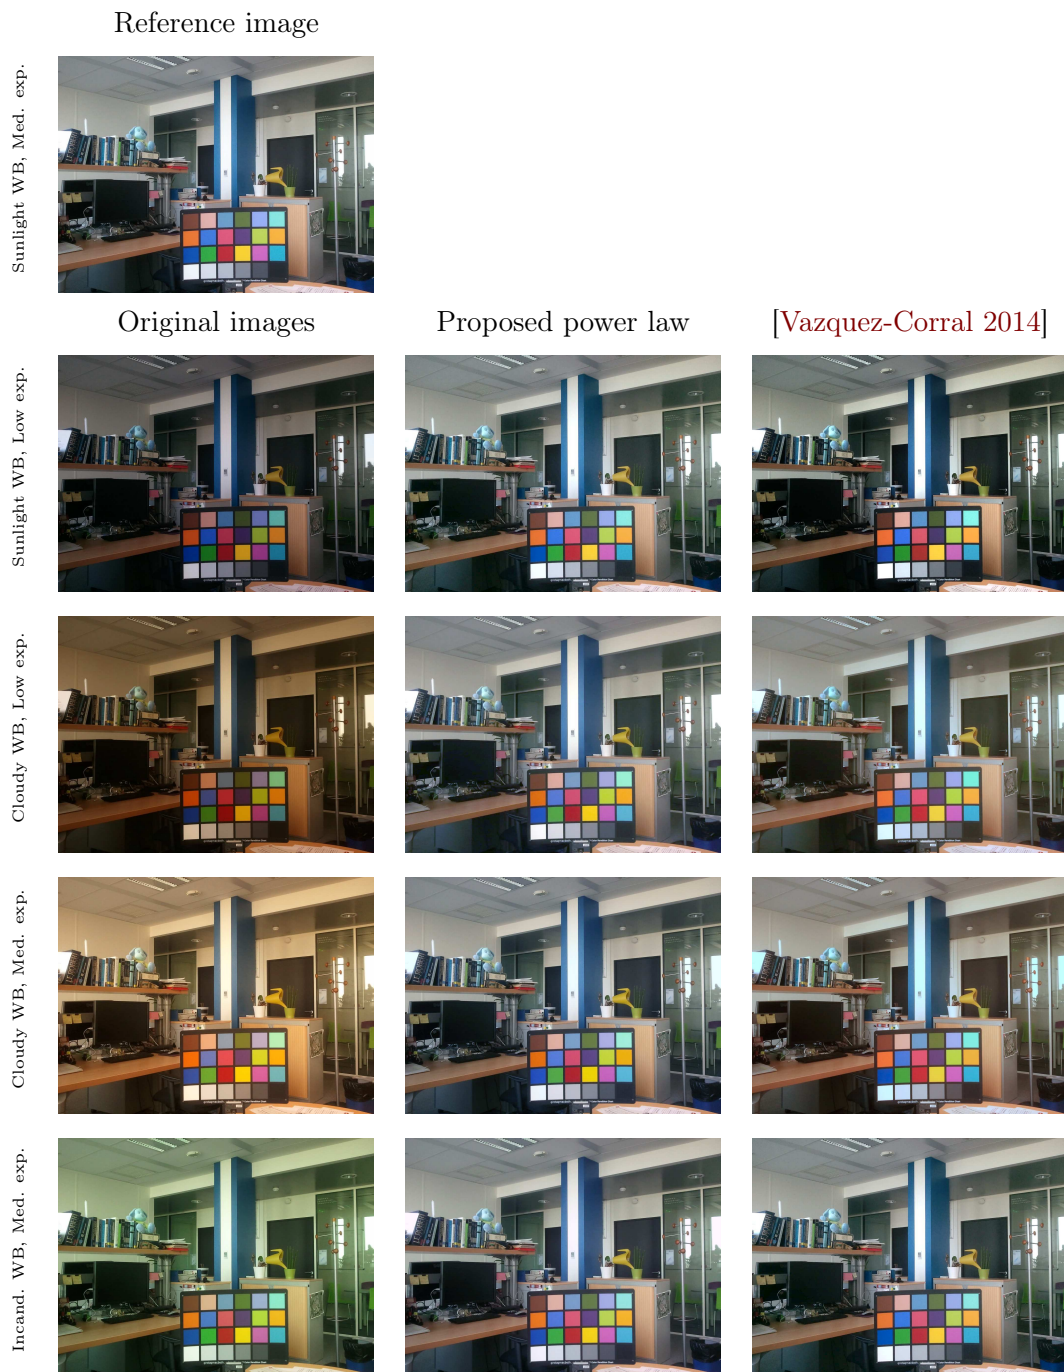 Reference image
Sunlight WB, Med. exp.
Original images
Proposed power law
[Vazquez-Corral 2014]
Sunlight WB, Low exp.
Cloudy WB, Low exp.
Cloudy WB, Med. exp.
Incand. WB, Med. exp.